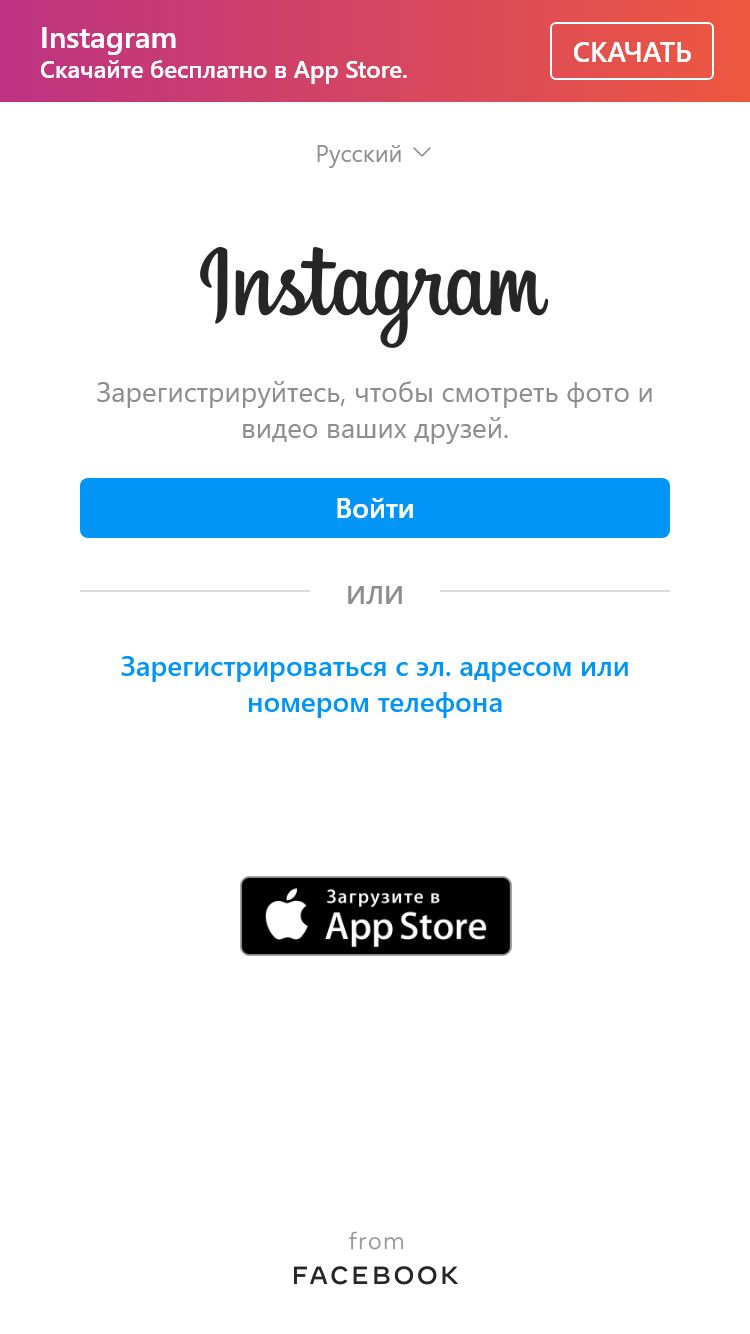 Instagram
Скачайте бесплатно в App Store.
СКАЧАТЬ
Русский
Instagram
Зарегистрируйтесь, чтобы смотреть фото и
видео ваших друзей.
Войти
ИЛИ
Зарегистрироваться с эл. адресом или
номером телефона
Загрузите в
App Store
from
FACEBOOK